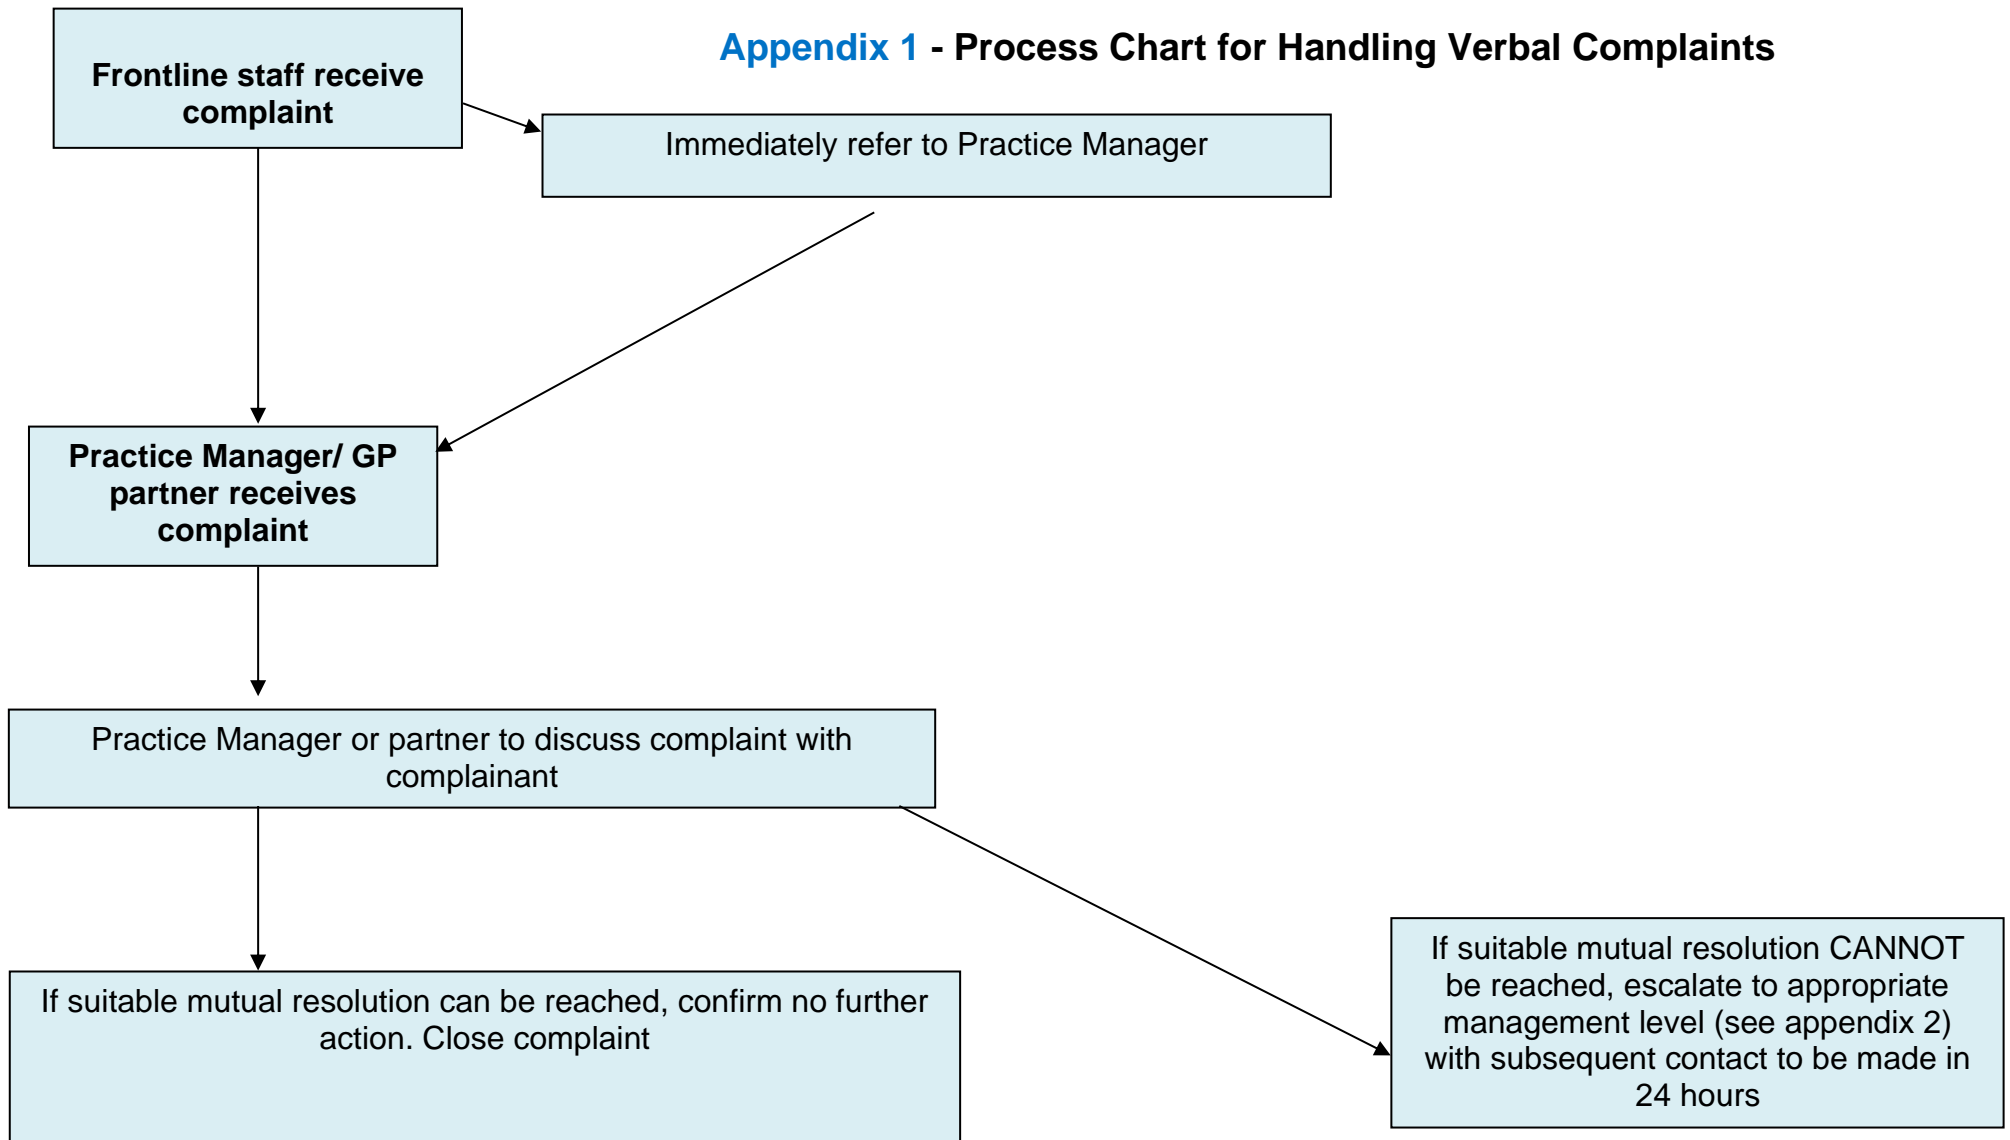 Appendix 1 - Process Chart for Handling Verbal Complaints
Frontline staff receive
complaint
Immediately refer to Practice Manager
Practice Manager/ GP
partner receives
complaint
Practice Manager or partner to discuss complaint with
complainant
If suitable mutual resolution can be reached, confirm no further
action. Close complaint
If suitable mutual resolution CANNOT
be reached, escalate to appropriate
management level (see appendix 2)
with subsequent contact to be made in
24 hours